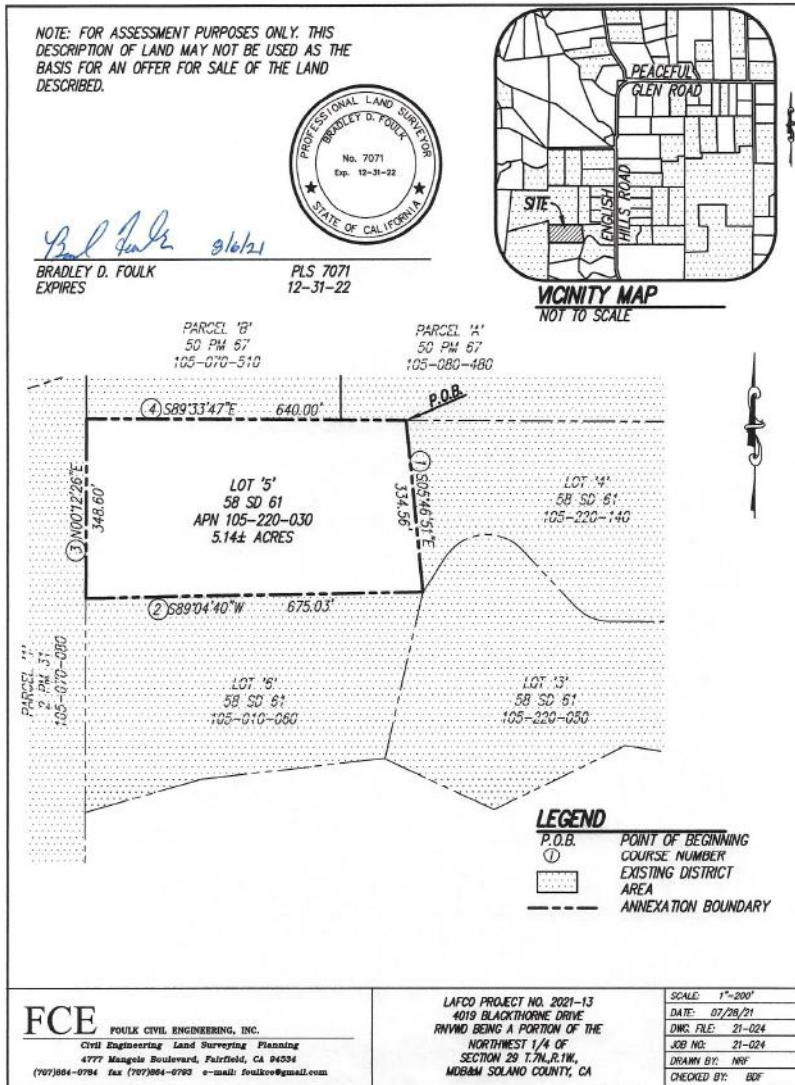 NOTE: FOR ASSESSMENT PURPOSES ONLY. THIS
DESCRIPTION OF LAND MAY NOT BE USED AS THE
BASIS FOR AN OFFER FOR SALE OF THE LAND
DESCRIBED.
PROFESSIONAL LAND SURVEYOR
BRADLEY D. FOULK
No. 7071
Exp. 12-31-22
STATE OF CALIFORNIA
BRADLEY D. FOULK
EXPIRES
PLS 7071
12-31-22
PEACEFUL
GLEN ROAD
ENGLISH
HILLS ROAD
SITE
VICINITY MAP
NOT TO SCALE
PARCEL 'B'
50 PM 67
105-070-510
PARCEL 'A'
50 PM 67
105-080-480
P.O.B.
4 S89°33'47"E 640.00'
1 S05°46'51"E
334.56'
3 N00°12'26"E
348.60'
LOT '5'
58 SD 61
APN 105-220-030
5.14± ACRES
LOT '4'
58 SD 61
105-220-140
2 S89°04'40"W 675.03'
2 PM 31
105-070-080
LOT '6'
58 SD 61
105-010-060
LOT '3'
58 SD 61
105-220-050
LEGEND
P.O.B. POINT OF BEGINNING
1 COURSE NUMBER
EXISTING DISTRICT
AREA
ANNEXATION BOUNDARY
FCE FOULK CIVIL ENGINEERING, INC.
Civil Engineering Land Surveying Planning
4777 Mangels Boulevard, Fairfield, CA 94534
(707)864-0784 fax (707)864-0793 e-mail: foulkce@gmail.com
LAFCO PROJECT NO. 2021-13
4019 BLACKTHORNE DRIVE
RNVWD BEING A PORTION OF THE
NORTHWEST 1/4 OF
SECTION 29 T.7N.,R.1W.,
MDB&M SOLANO COUNTY, CA
SCALE: 1"=200'
DATE: 07/28/21
DWG. FILE: 21-024
JOB NO: 21-024
DRAWN BY: NRF
CHECKED BY: BDF